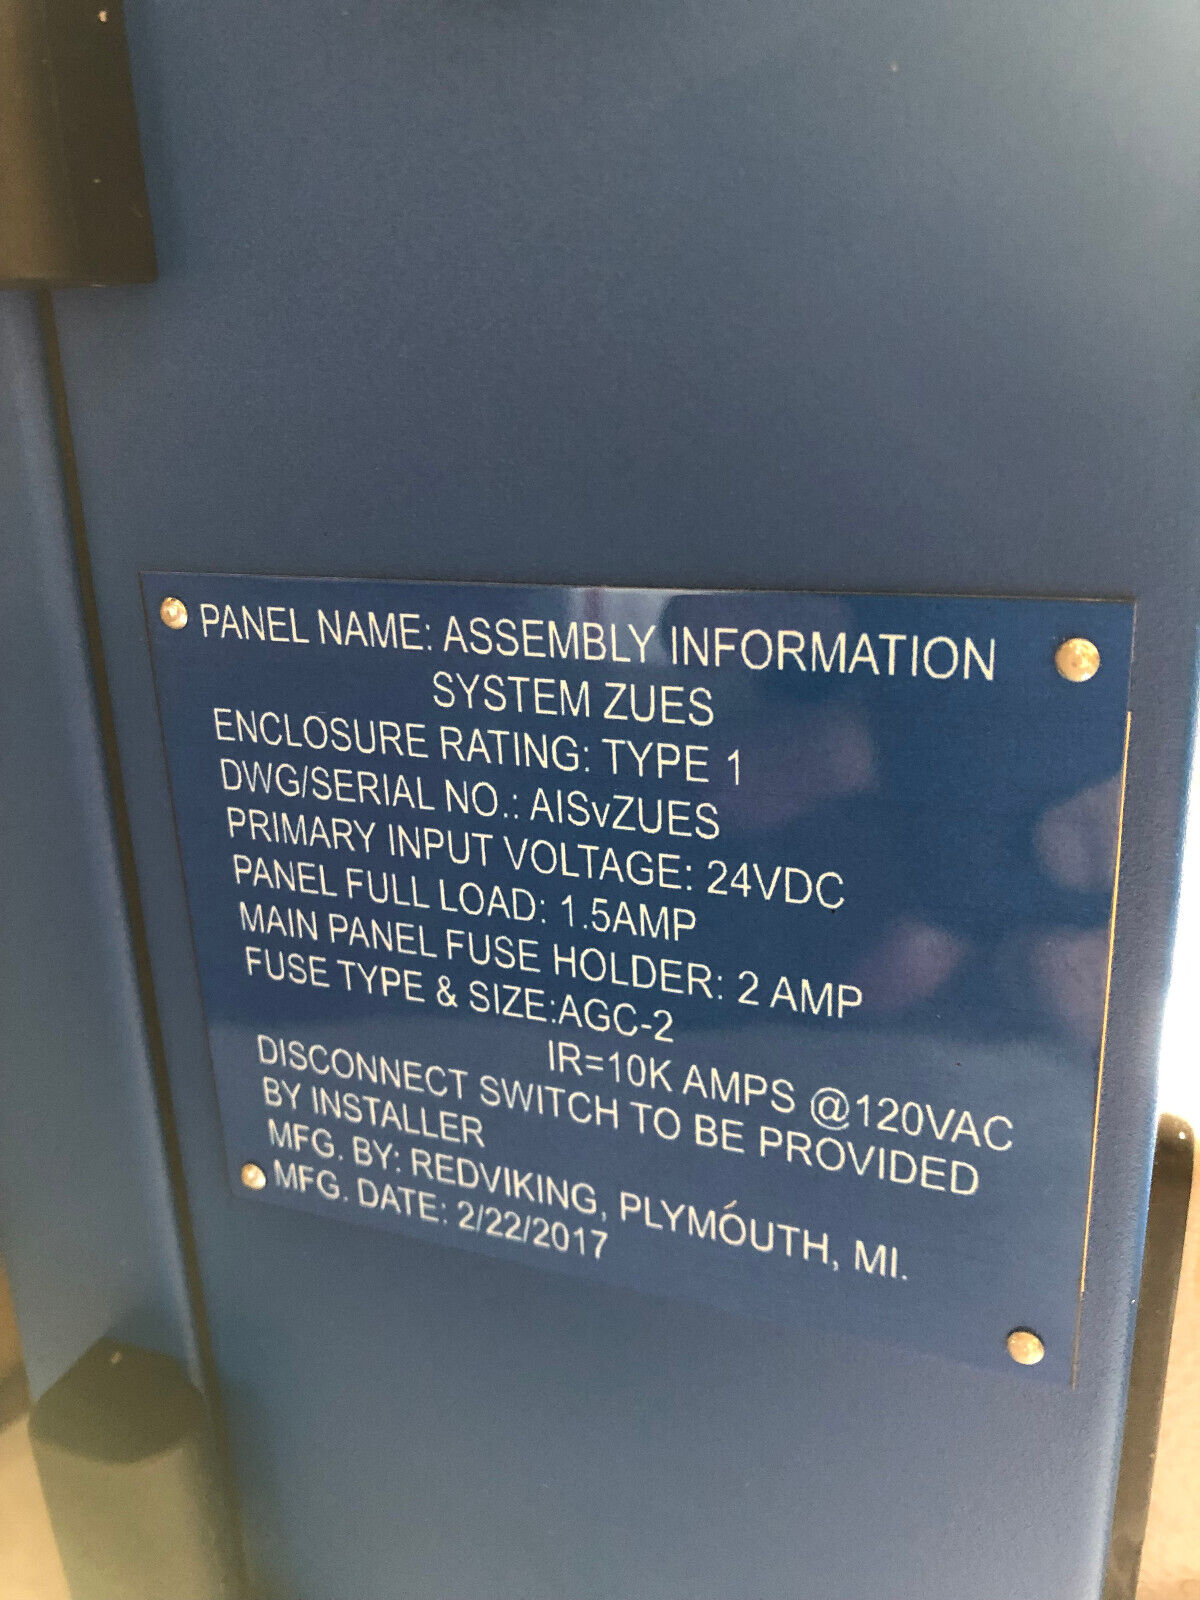 PANEL NAME: ASSEMBLY INFORMATION
SYSTEM ZUES
ENCLOSURE RATING: TYPE 1
DWG/SERIAL NO.: AISvZUES
PRIMARY INPUT VOLTAGE: 24VDC
PANEL FULL LOAD: 1.5AMP
MAIN PANEL FUSE HOLDER: 2 AMP
FUSE TYPE & SIZE:AGC-2
IR=10K AMPS @120VAC
DISCONNECT SWITCH TO BE PROVIDED
BY INSTALLER
MFG. BY: REDVIKING, PLYMOUTH, MI.
MFG. DATE: 2/22/2017